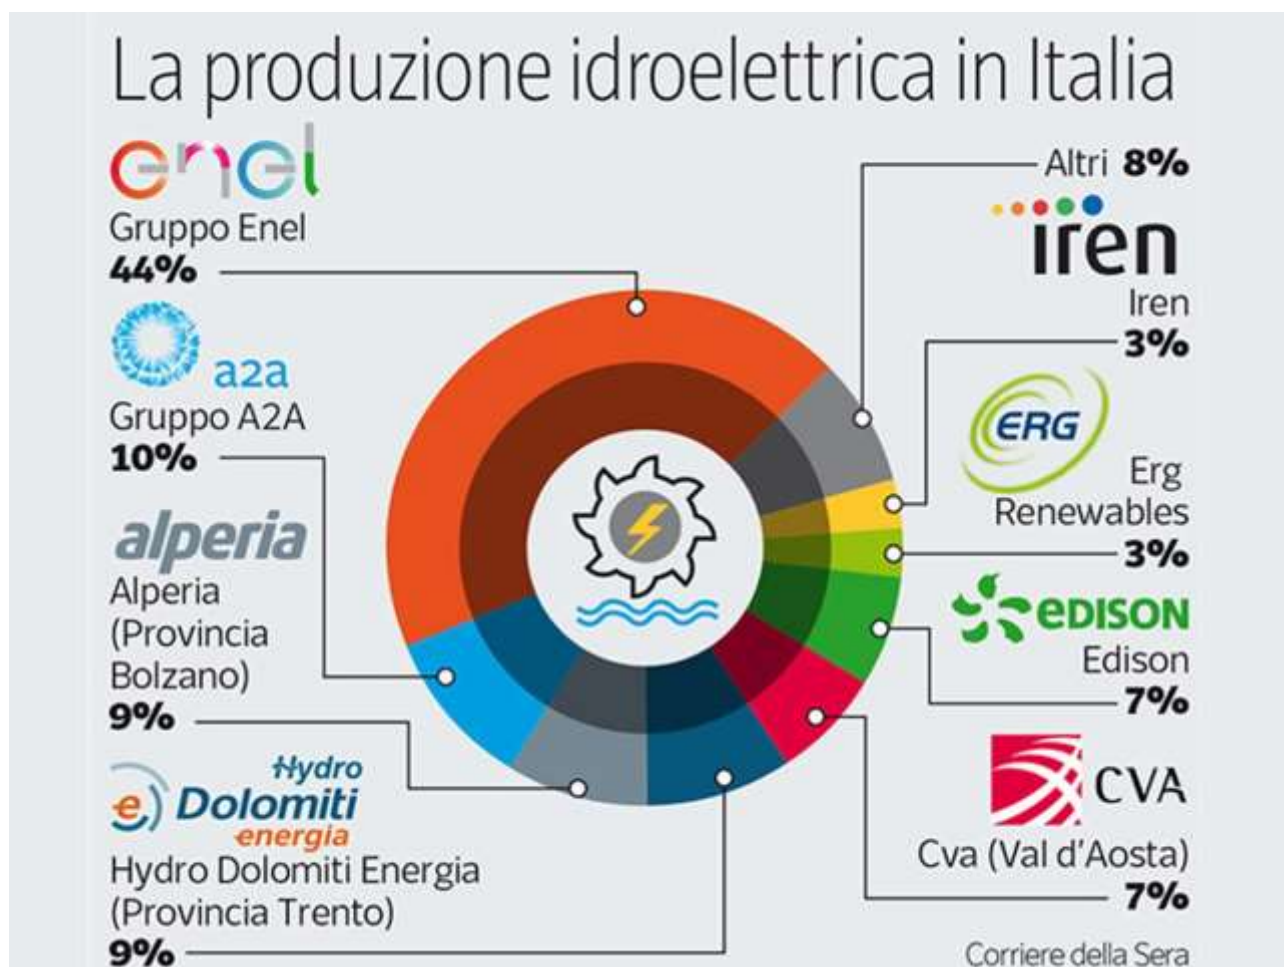 La produzione idroelettrica in Italia
enel
Gruppo Enel
44%
a2a
Gruppo A2A
10%
alperia
Alperia
(Provincia
Bolzano)
9%
Hydro
e) Dolomiti
energia
Hydro Dolomiti Energia
(Provincia Trento)
9%
Altri 8%
iren
Iren
3%
ERG
Erg
Renewables
3%
eDISON
Edison
7%
CVA
Cva (Val d'Aosta)
7%
Corriere della Sera